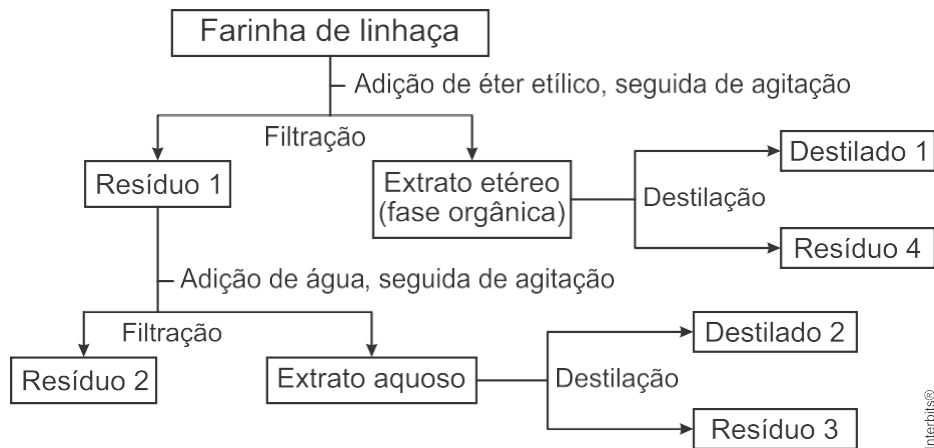 Farinha de linhaça
Adição de éter etílico, seguida de agitação
Filtração
Resíduo 1
Extrato etéreo
(fase orgânica)
Destilação
Destilado 1
Resíduo 4
Adição de água, seguida de agitação
Filtração
Resíduo 2
Extrato aquoso
Destilação
Destilado 2
Resíduo 3
Interbits®